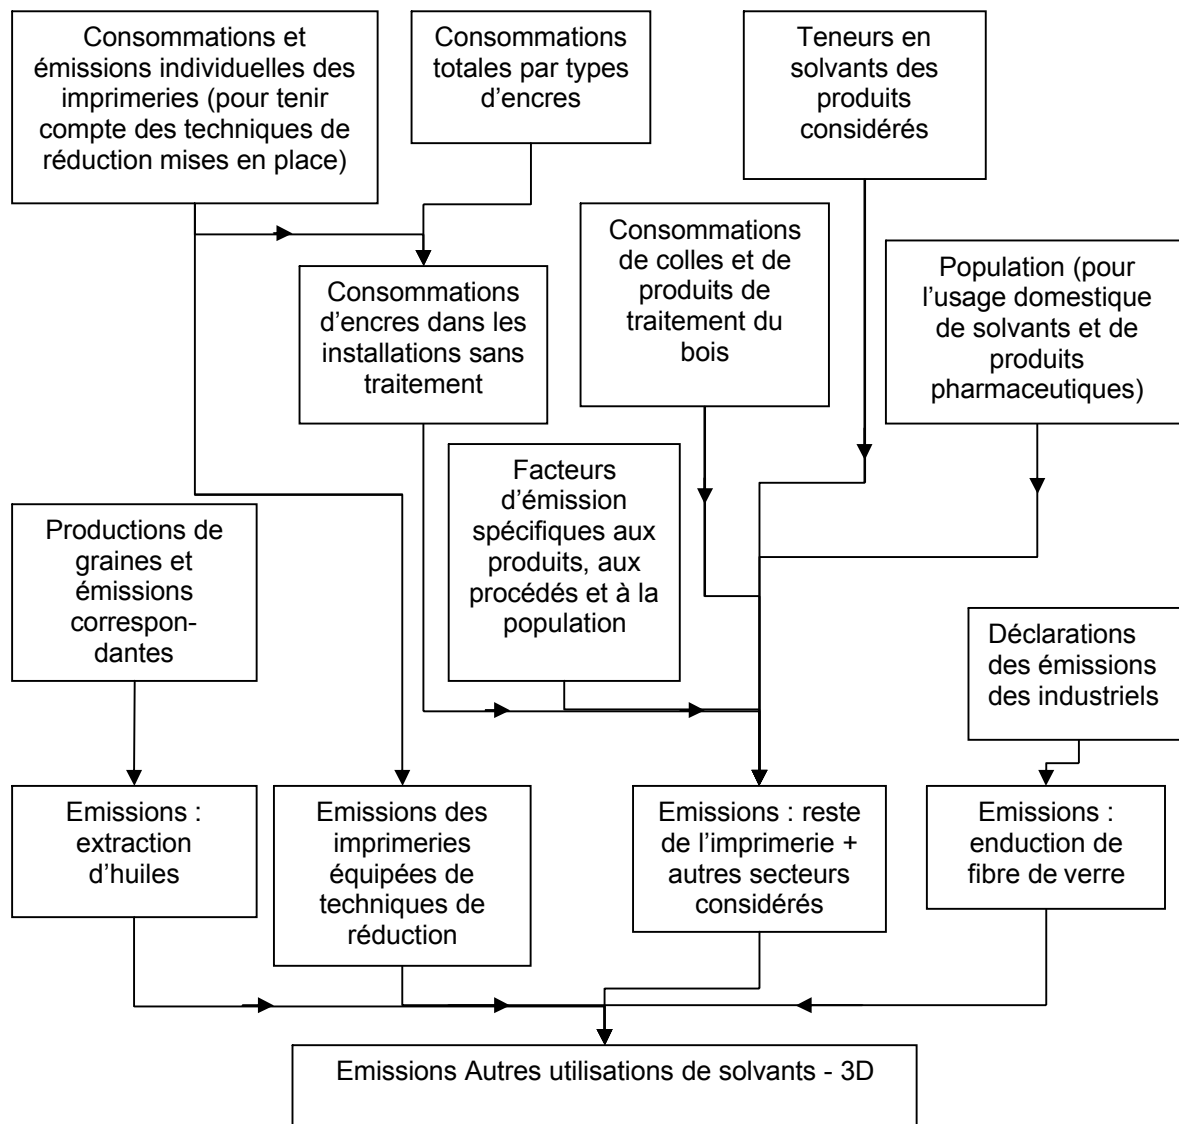 Consommations et
émissions individuelles des
imprimeries (pour tenir
compte des techniques de
réduction mises en place)
Consommations
totales par types
d’encres
Teneurs en
solvants des
produits
considérés
Consommations
d’encres dans les
installations sans
traitement
Consommations
de colles et de
produits de
traitement du
bois
Population (pour
l’usage domestique
de solvants et de
produits
pharmaceutiques)
Productions de
graines et
émissions
correspon-
dantes
Facteurs
d’émission
spécifiques aux
produits, aux
procédés et à la
population
Déclarations
des émissions
des industriels
Emissions :
extraction
d’huiles
Emissions des
imprimeries
équipées de
techniques de
réduction
Emissions : reste
de l’imprimerie +
autres secteurs
considérés
Emissions :
enduction de
fibre de verre
Emissions Autres utilisations de solvants - 3D